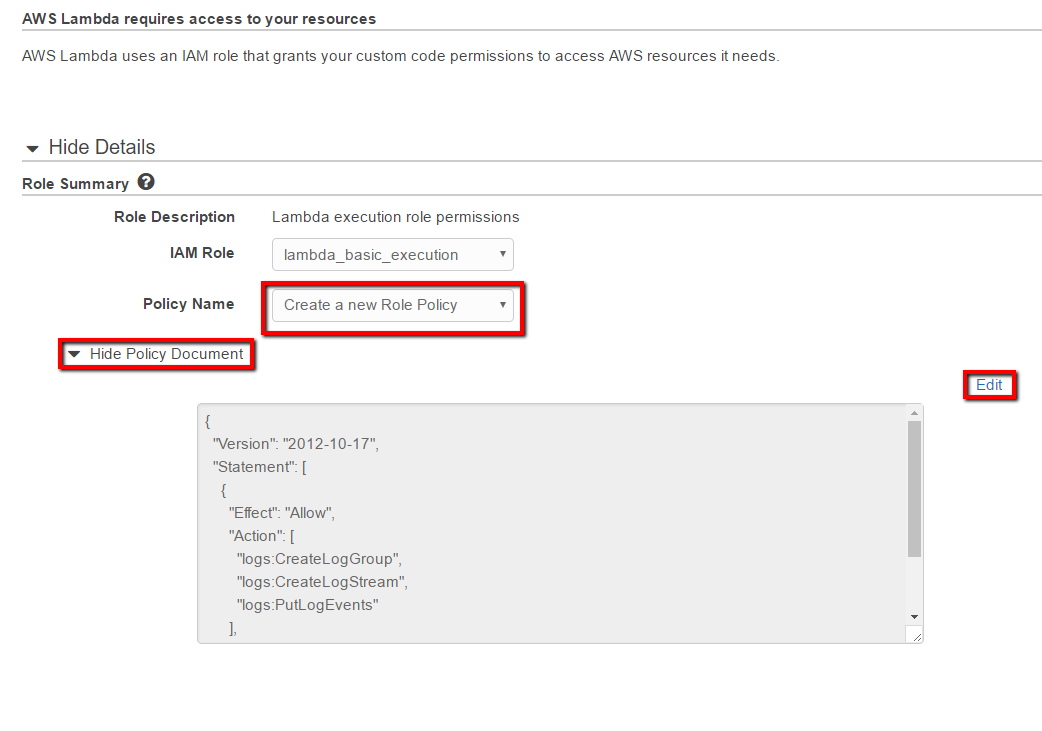 AWS Lambda requires access to your resources
AWS Lambda uses an IAM role that grants your custom code permissions to access AWS resources it needs.
Hide Details
Role Summary ?
Role Description Lambda execution role permissions
IAM Role lambda_basic_execution
Policy Name Create a new Role Policy
Hide Policy Document
Edit
{
"Version": "2012-10-17",
"Statement": [
{
"Effect": "Allow",
"Action": [
"logs:CreateLogGroup",
"logs:CreateLogStream",
"logs:PutLogEvents"
],